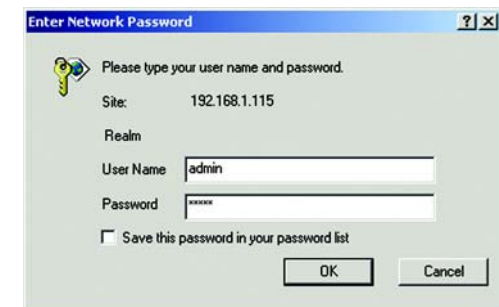 Enter Network Password
? X
Please type your user name and password.
Site: 192.168.1.115
Realm
User Name admin
Password xxxxx
Save this password in your password list
OK Cancel